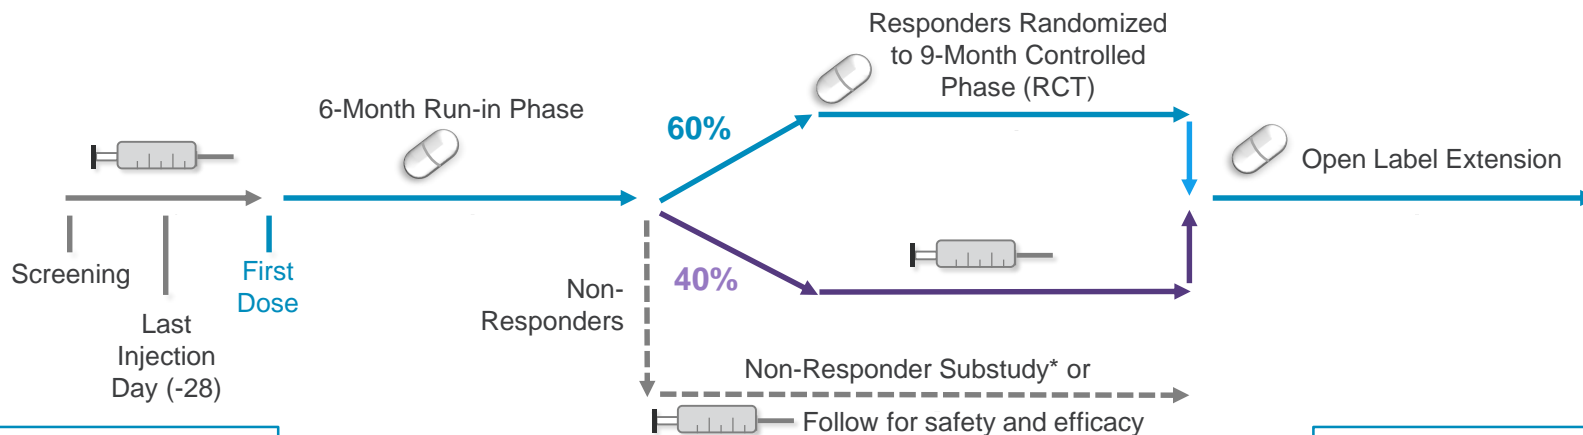 Responders Randomized
to 9-Month Controlled
Phase (RCT)
6-Month Run-in Phase
60%
Open Label Extension
Screening
First
Dose
Last
Injection
Day (-28)
Non-
Responders
40%
Non-Responder Substudy* or
Follow for safety and efficacy